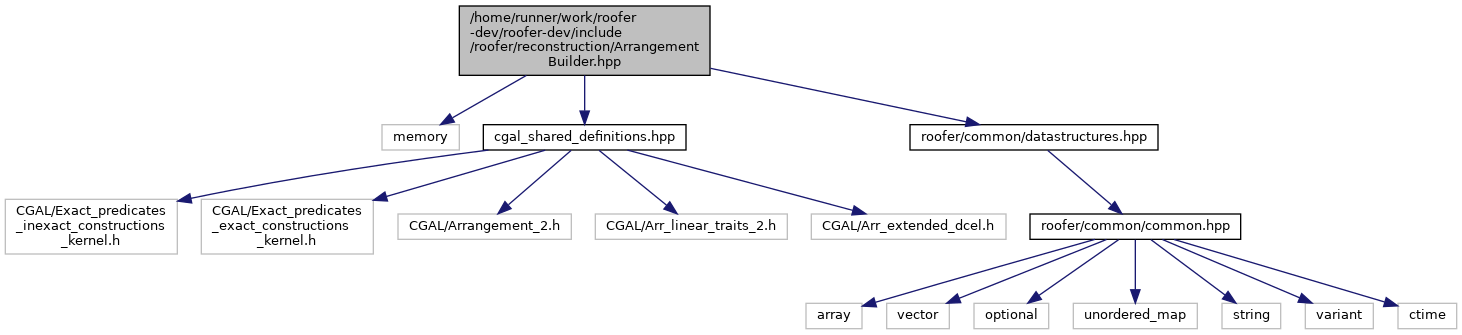 /home/runner/work/roofer
-dev/roofer-dev/include
/roofer/reconstruction/Arrangement
Builder.hpp
memory
cgal_shared_definitions.hpp
roofer/common/datastructures.hpp
CGAL/Exact_predicates
_inexact_constructions
_kernel.h
CGAL/Exact_predicates
_exact_constructions
_kernel.h
CGAL/Arrangement_2.h
CGAL/Arr_linear_traits_2.h
CGAL/Arr_extended_dcel.h
roofer/common/common.hpp
array
vector
optional
unordered_map
string
variant
ctime